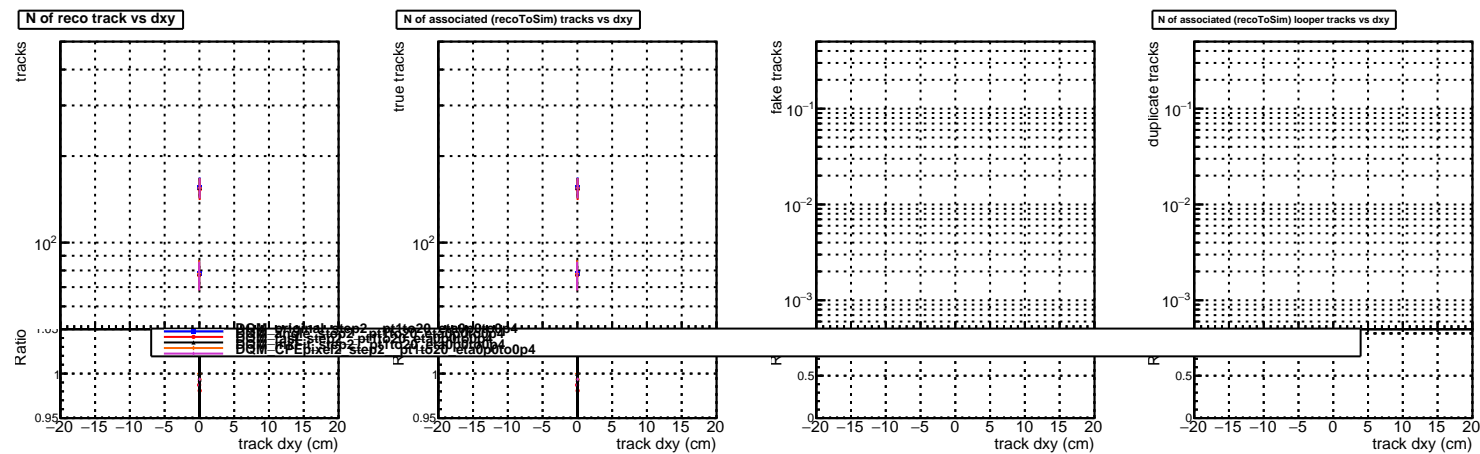 N of reco track vs dxy
tracks
10²
Ratio
1
0.95
−20 −15 −10 −5 0 5 10 15 20
track dxy (cm)
N of associated (recoToSim) tracks vs dxy
true tracks
10²
1
0.95
−20 −15 −10 −5 0 5 10 15 20
track dxy (cm)
fake tracks
10⁻¹
10⁻²
10⁻³
0.5
0
−20 −15 −10 −5 0 5 10 15 20
track dxy (cm)
N of associated (recoToSim) looper tracks vs dxy
duplicate tracks
10⁻¹
10⁻²
10⁻³
0.5
0
−20 −15 −10 −5 0 5 10 15 20
track dxy (cm)
DQM_CPEpixel2_step2 pt1to20_eta0p0to0p4